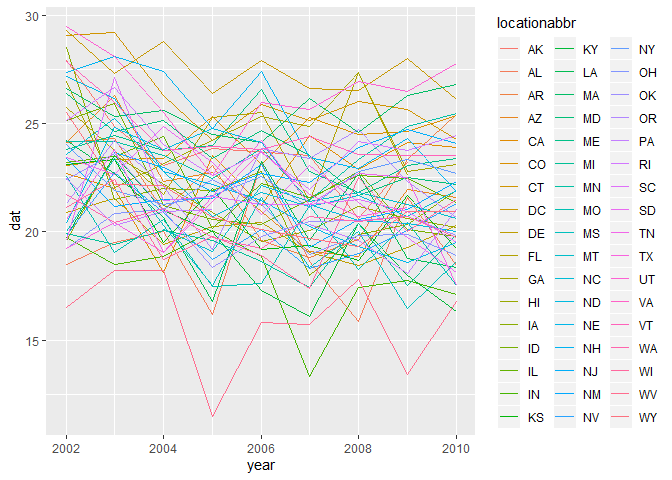 locationabbr
30
25
20
15
dat
2002
2004
2006
2008
2010
year
AK KY NY
AL LA OH
AR MA OK
AZ MD OR
CA ME PA
CO MI RI
CT MN SC
DC MO SD
DE MS TN
FL MT TX
GA NC UT
HI ND VA
IA NE VT
ID NH WA
IL NJ WI
IN NM WV
KS NV WY